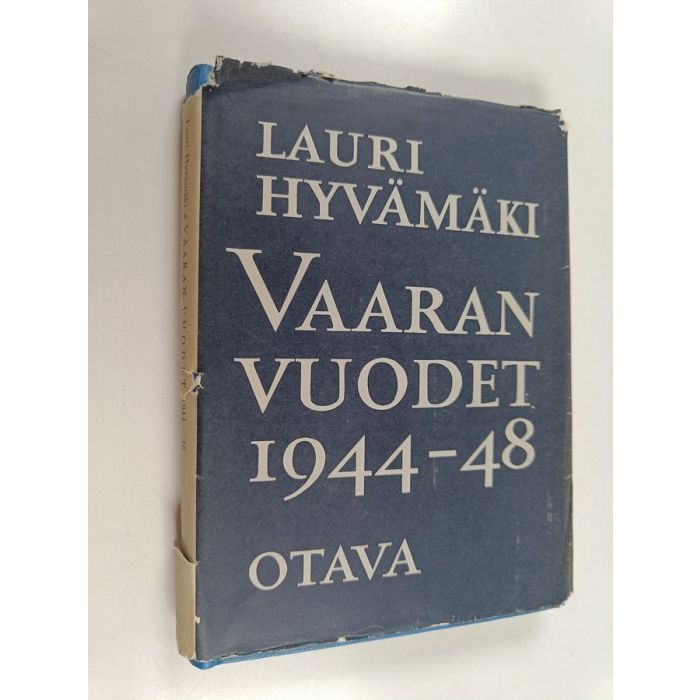 LAURI
HYVÄMÄKI
VAARAN
VUODET
1944-48
OTAVA
Lauri Hyvämäki • VAARAN VUODET 1944-48